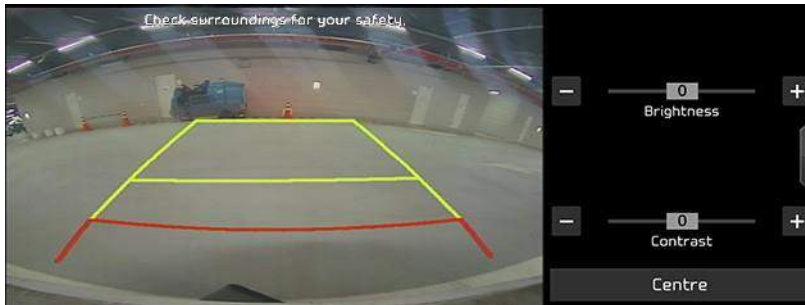 Check surroundings for your safety.
− 0 +
Brightness
− 0 +
Contrast
Centre